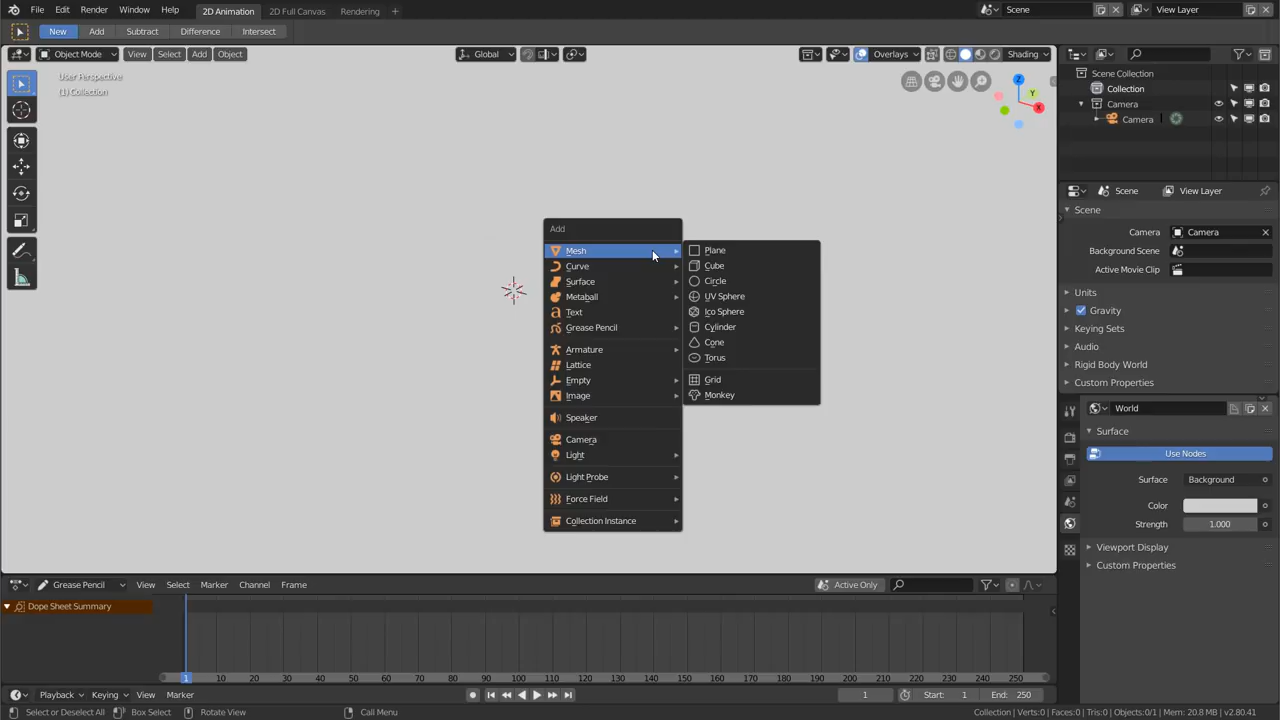 File Edit Render Window Help 2D Animation 2D Full Canvas Rendering + Scene View Layer
New Add Subtract Difference Intersect
Object Mode View Select Add Object Global Overlays Shading
User Perspective
(1) Collection
Z
Y
X
Scene Collection
Collection
Camera
Camera
Scene View Layer
Scene
Camera Camera
Background Scene
Active Movie Clip
Units
Gravity
Keying Sets
Audio
Rigid Body World
Custom Properties
Add
Mesh
Curve
Surface
Metaball
Text
Grease Pencil
Armature
Lattice
Empty
Image
Speaker
Camera
Light
Light Probe
Force Field
Collection Instance
Plane
Cube
Circle
UV Sphere
Ico Sphere
Cylinder
Cone
Torus
Grid
Monkey
World
Surface
Use Nodes
Surface Background
Color
Strength 1.000
Viewport Display
Custom Properties
Grease Pencil View Select Marker Channel Frame Active Only
Dope Sheet Summary
1 10 20 30 40 50 60 70 80 90 100 110 120 130 140 150 160 170 180 190 200 210 220 230 240 250
Playback Keying View Marker 1 Start: 1 End: 250
Select or Deselect All Box Select Rotate View Call Menu Collection | Verts:0 | Faces:0 | Tris:0 | Objects:0/1 | Mem: 20.8 MB | v2.80.41